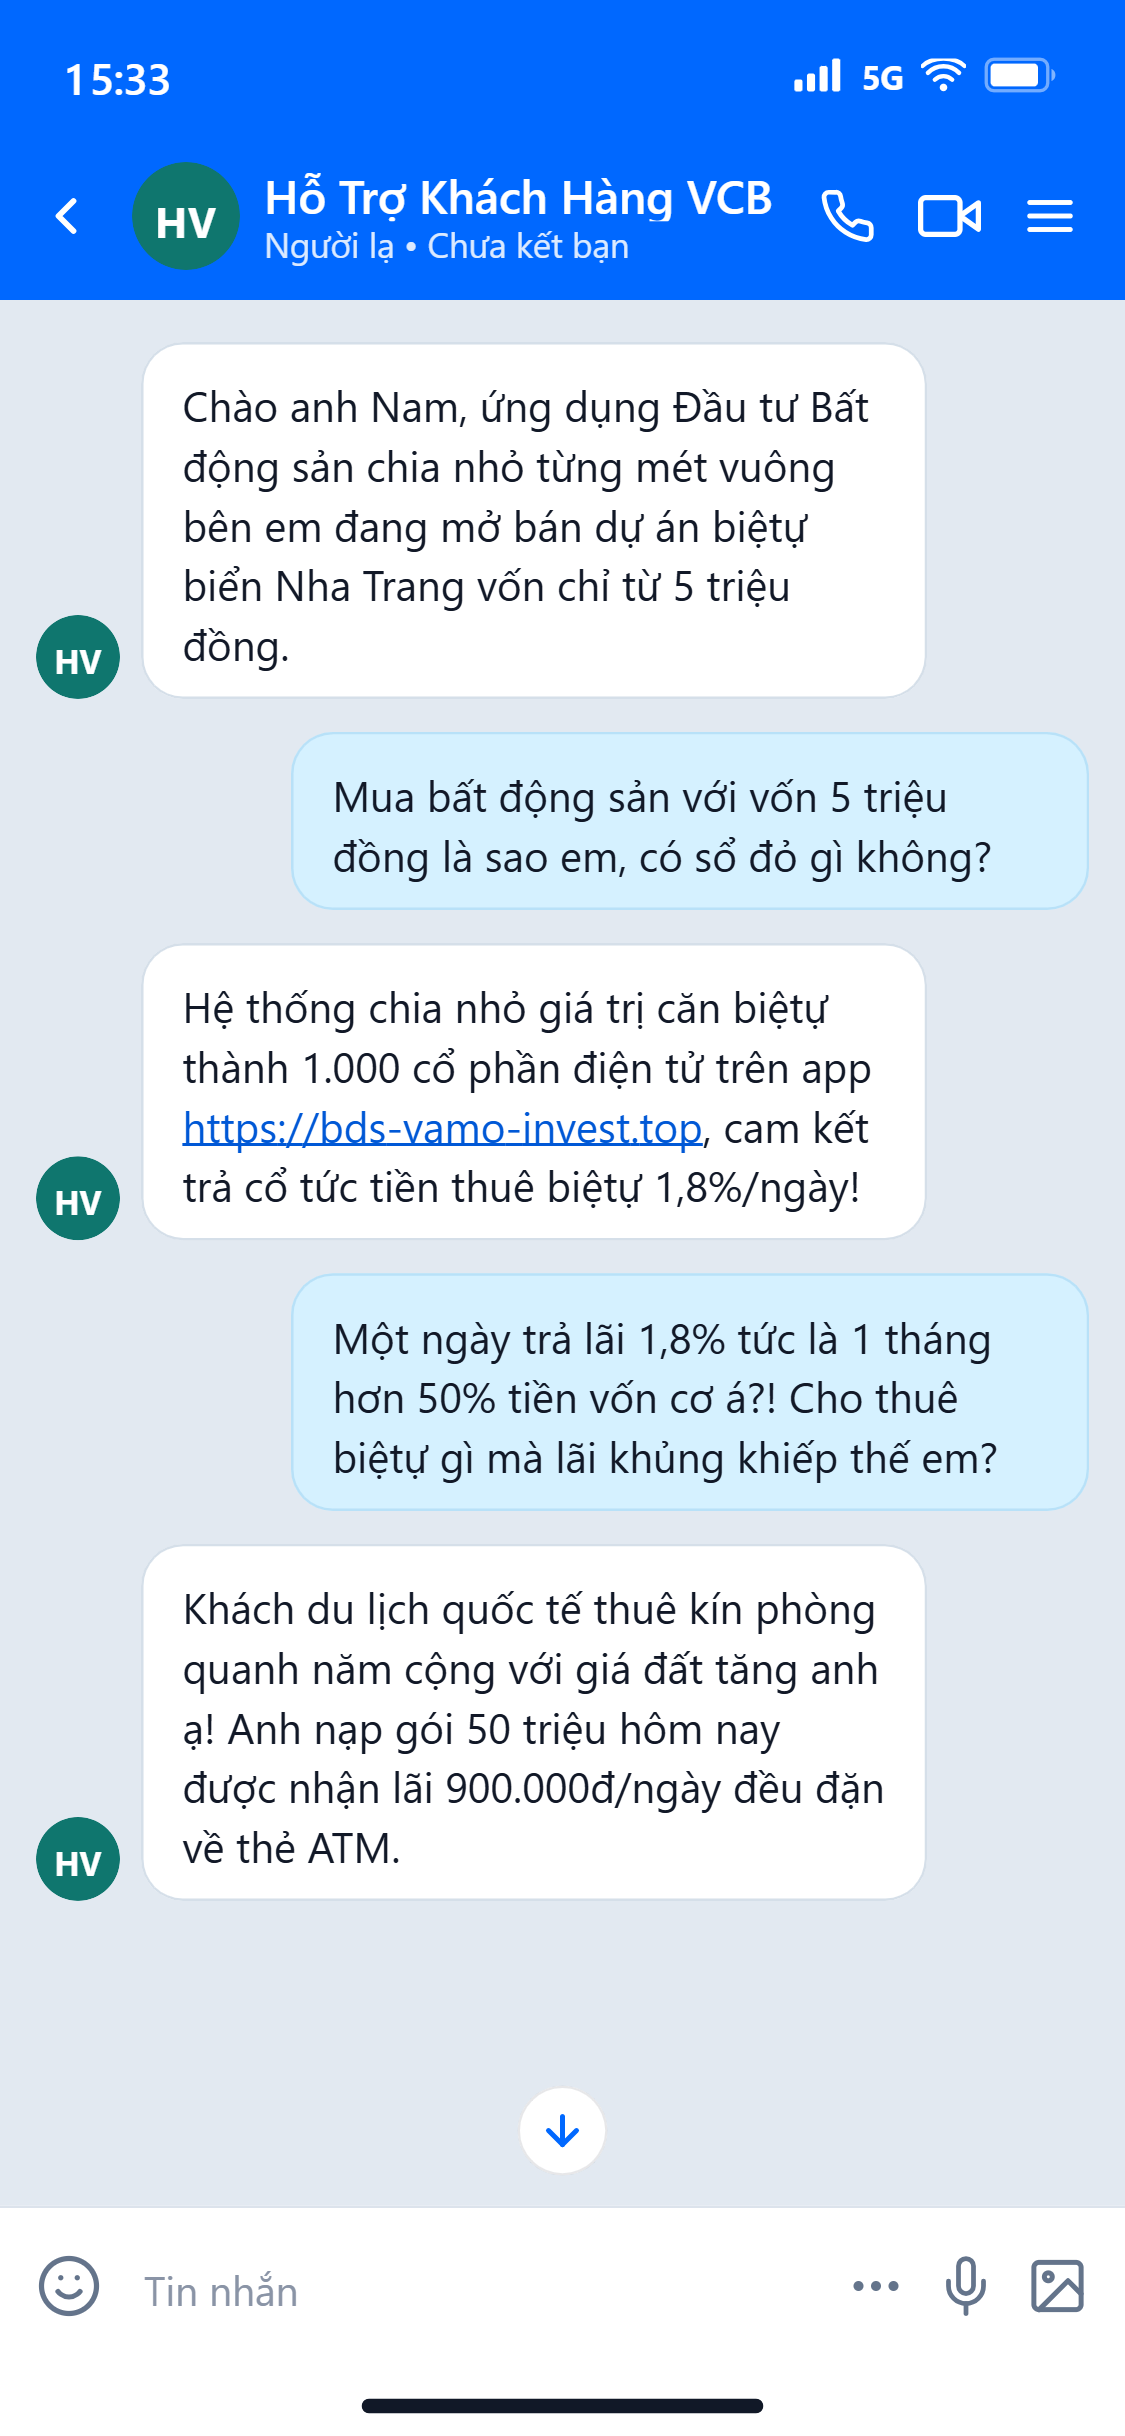 15:33
5G
HV
Hỗ Trợ Khách Hàng VCB
Người lạ • Chưa kết bạn
Chào anh Nam, ứng dụng Đầu tư Bất
động sản chia nhỏ từng mét vuông
bên em đang mở bán dự án biệtự
biển Nha Trang vốn chỉ từ 5 triệu
đồng.
HV
Mua bất động sản với vốn 5 triệu
đồng là sao em, có sổ đỏ gì không?
Hệ thống chia nhỏ giá trị căn biệtự
thành 1.000 cổ phần điện tử trên app
https://bds-vamo-invest.top, cam kết
trả cổ tức tiền thuê biệtự 1,8%/ngày!
HV
Một ngày trả lãi 1,8% tức là 1 tháng
hơn 50% tiền vốn cơ á?! Cho thuê
biệtự gì mà lãi khủng khiếp thế em?
Khách du lịch quốc tế thuê kín phòng
quanh năm cộng với giá đất tăng anh
ạ! Anh nạp gói 50 triệu hôm nay
được nhận lãi 900.000đ/ngày đều đặn
về thẻ ATM.
HV
Tin nhắn